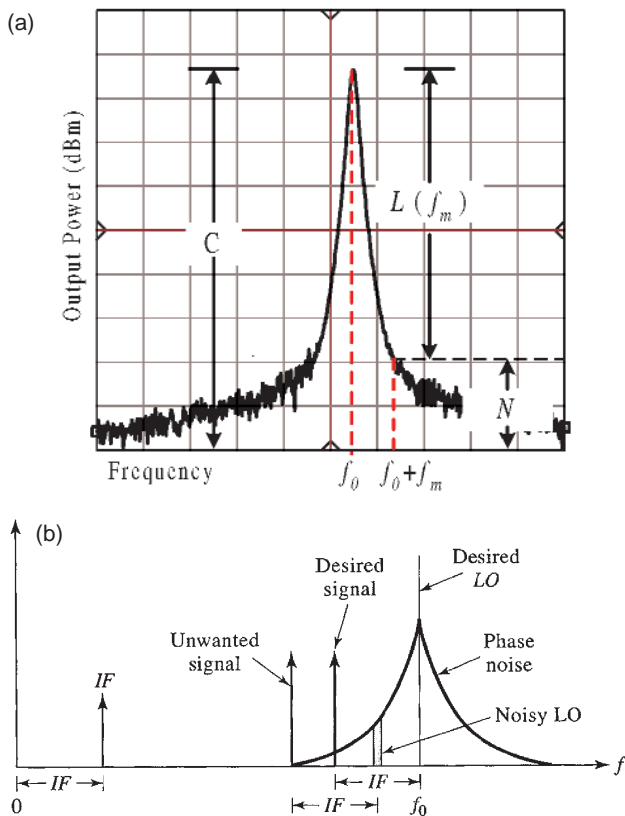 (a)
Output Power (dBm)
C
L (f_m)
N
Frequency
f_0
f_0+f_m
(b)
Desired
signal
Desired
LO
Unwanted
signal
Phase
noise
IF
Noisy LO
f
IF
IF
0
IF
f_0